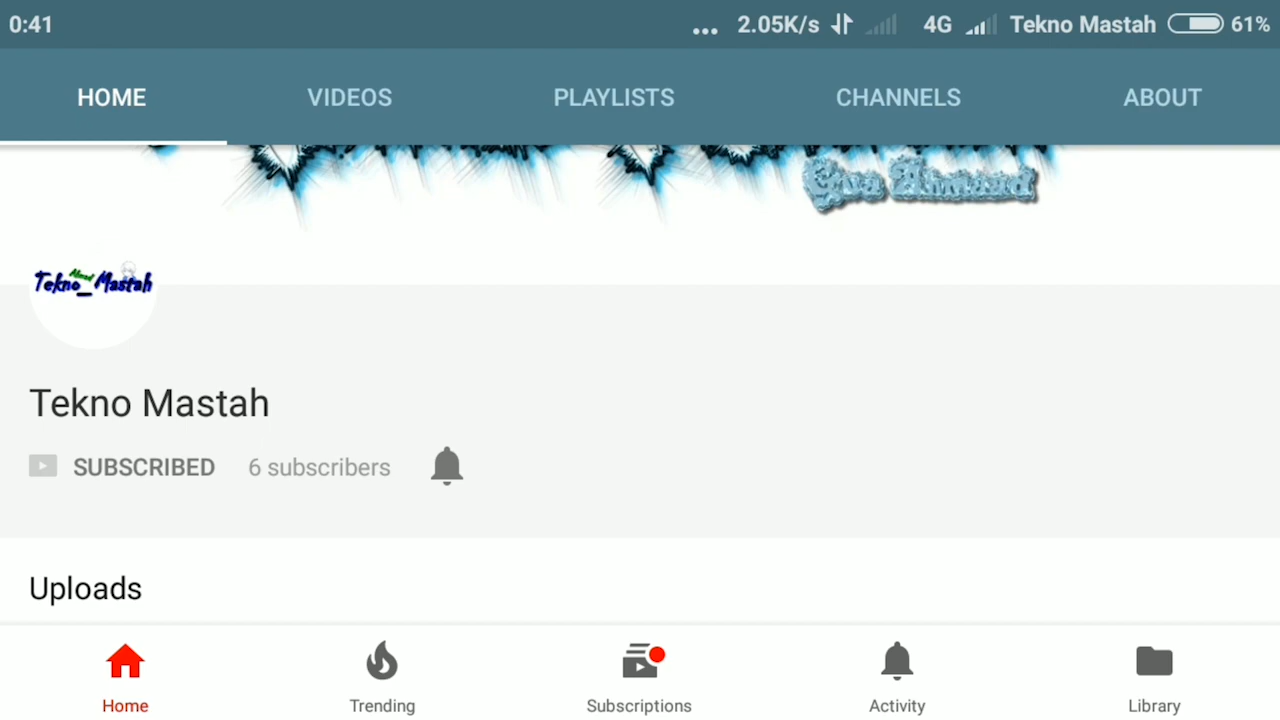 0:41 ... 2.05K/s 4G Tekno Mastah 61%
HOME VIDEOS PLAYLISTS CHANNELS ABOUT
Tekno_Mastah
Tekno Mastah
SUBSCRIBED 6 subscribers
Uploads
Home Trending Subscriptions Activity Library